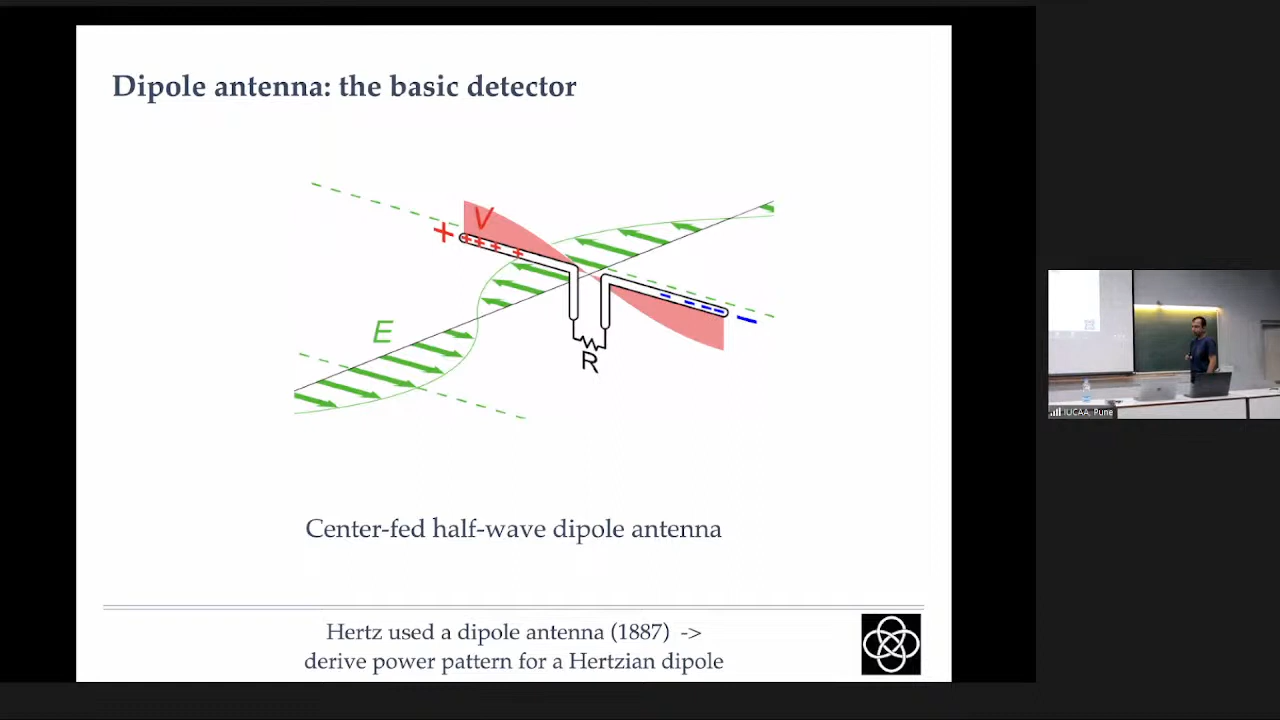 Dipole antenna: the basic detector
V
+
+ + + +
E
R
Center-fed half-wave dipole antenna
Hertz used a dipole antenna (1887) ->
derive power pattern for a Hertzian dipole
IUCAA, Pune